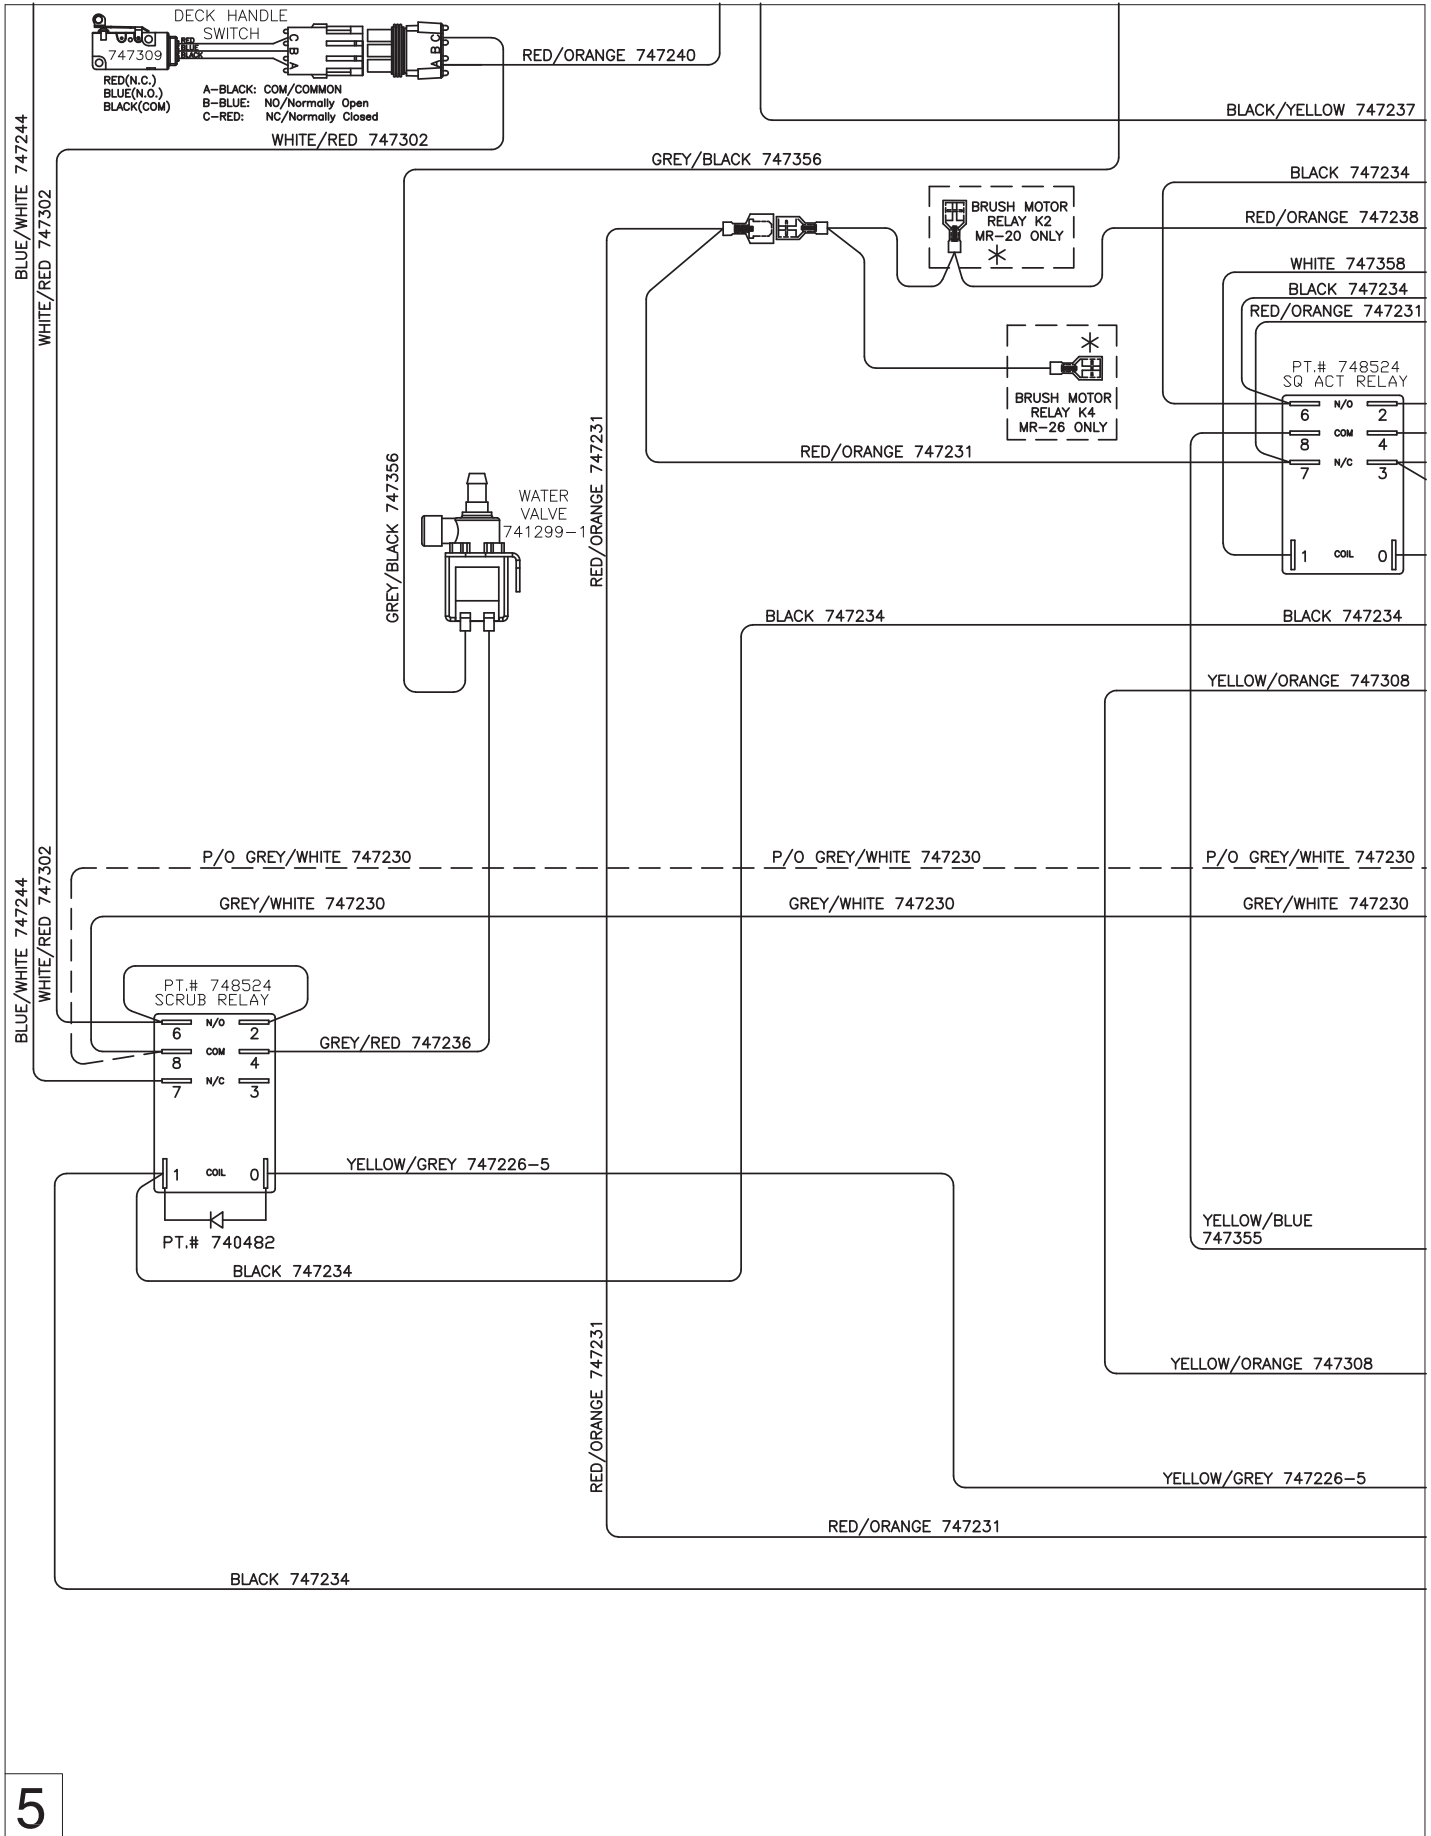 DECK HANDLE
SWITCH
747309
RED
BLUE
BLACK
C
B
A
C
B
A
RED(N.C.)
BLUE(N.O.)
BLACK(COM)
A-BLACK: COM/COMMON
B-BLUE: NO/Normally Open
C-RED: NC/Normally Closed
RED/ORANGE 747240
WHITE/RED 747302
BLACK/YELLOW 747237
GREY/BLACK 747356
BLACK 747234
BLUE/WHITE 747244
WHITE/RED 747302
BRUSH MOTOR
RELAY K2
MR-20 ONLY
RED/ORANGE 747238
WHITE 747358
BLACK 747234
RED/ORANGE 747231
BRUSH MOTOR
RELAY K4
MR-26 ONLY
PT.# 748524
SQ ACT RELAY
6 N/O 2
8 COM 4
7 N/C 3
1 COIL 0
RED/ORANGE 747231
RED/ORANGE 747231
GREY/BLACK 747356
WATER
VALVE
741299-1
BLACK 747234
BLACK 747234
YELLOW/ORANGE 747308
P/O GREY/WHITE 747230
P/O GREY/WHITE 747230
P/O GREY/WHITE 747230
GREY/WHITE 747230
GREY/WHITE 747230
GREY/WHITE 747230
BLUE/WHITE 747244
WHITE/RED 747302
PT.# 748524
SCRUB RELAY
6 N/O 2
8 COM 4
7 N/C 3
1 COIL 0
GREY/RED 747236
YELLOW/GREY 747226-5
PT.# 740482
BLACK 747234
YELLOW/BLUE
747355
RED/ORANGE 747231
YELLOW/ORANGE 747308
YELLOW/GREY 747226-5
RED/ORANGE 747231
BLACK 747234
5